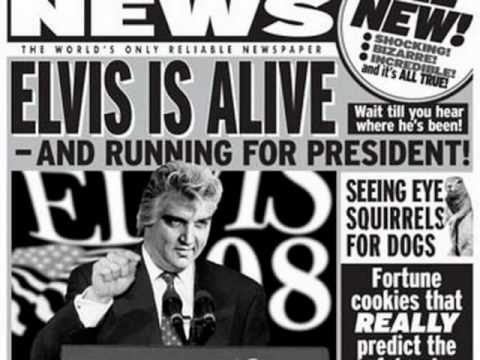 NEWS
THE WORLD'S ONLY RELIABLE NEWSPAPER
NEW!
• SHOCKING!
• BIZARRE!
• INCREDIBLE!
and it's ALL TRUE!
ELVIS IS ALIVE
Wait till you hear
where he's been!
–AND RUNNING FOR PRESIDENT!
ELVIS
08
SEEING EYE
SQUIRRELS
FOR DOGS
Fortune
cookies that
REALLY
predict the